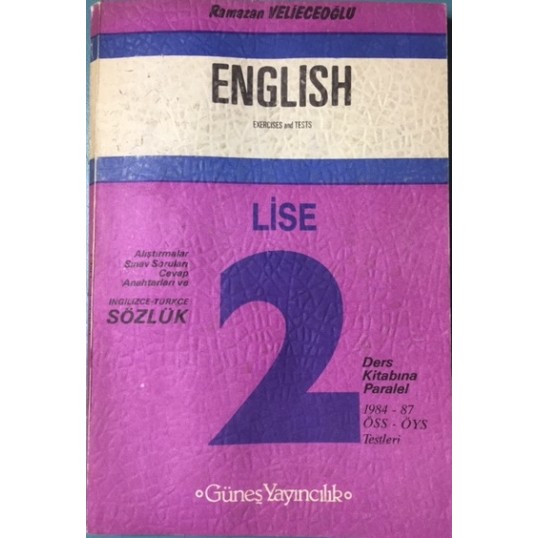 Ramazan VELİECEOĞLU
ENGLISH
EXERCISES and TESTS
LİSE
2
Alıştırmalar
Sınav Soruları
Cevap
Anahtarları ve
İNGİLİZCE-TÜRKÇE
SÖZLÜK
Ders
Kitabına
Paralel
1984 - 87
ÖSS - ÖYS
Testleri
Güneş Yayıncılık